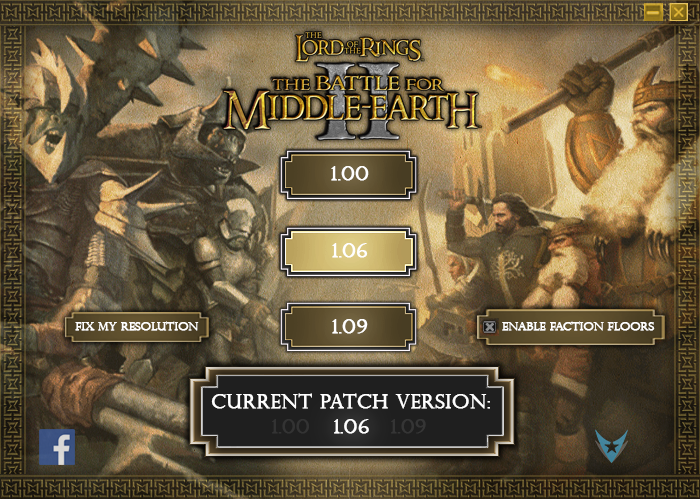 THE
LORD OF THE RINGS
II
THE BATTLE FOR
MIDDLE-EARTH
1.00
1.06
1.09
FIX MY RESOLUTION
ENABLE FACTION FLOORS
CURRENT PATCH VERSION:
1.00 1.06 1.09
f